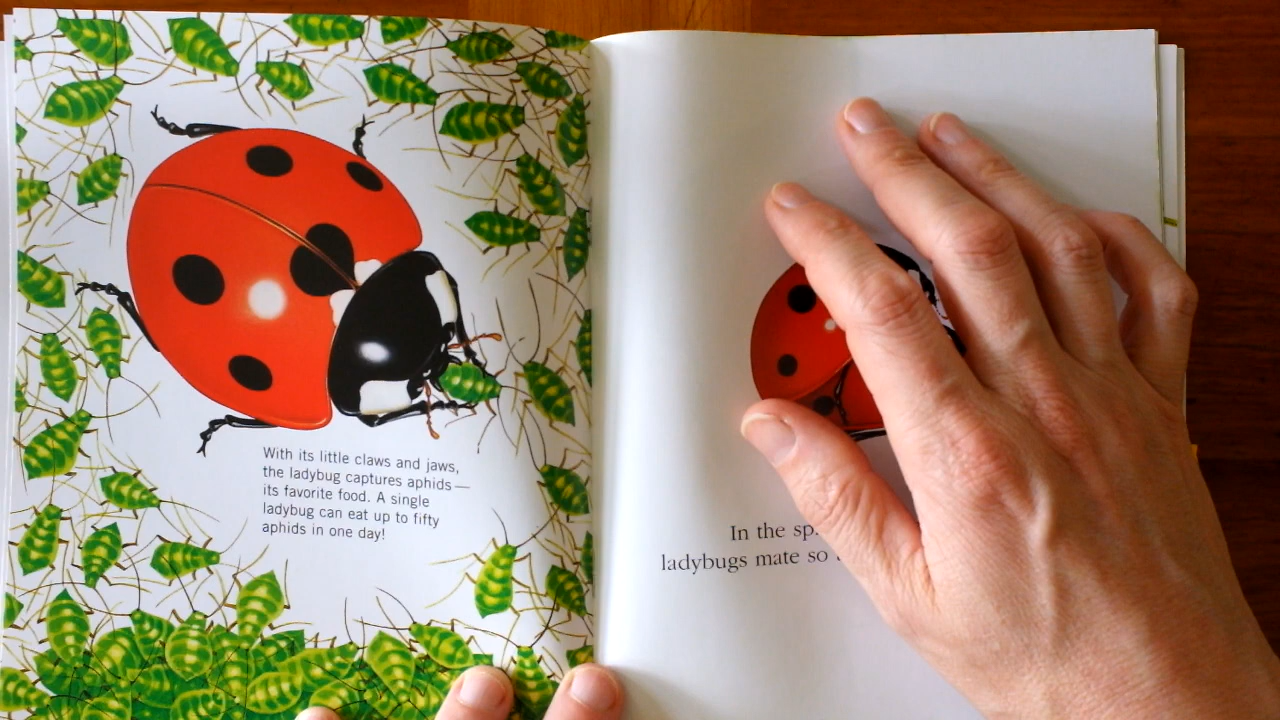 With its little claws and jaws,
the ladybug captures aphids —
its favorite food. A single
ladybug can eat up to fifty
aphids in one day!
In the
ladybugs mate so